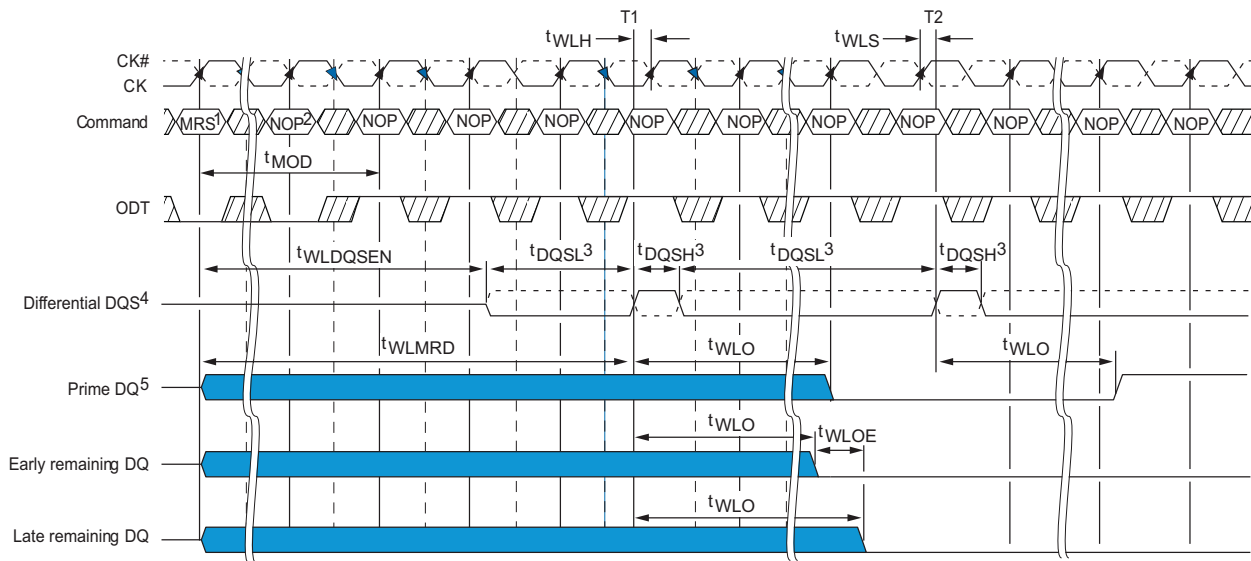 T1 T2
tWLH tWLS
CK#
CK
Command MRS1 NOP2 NOP NOP NOP NOP NOP NOP NOP NOP NOP NOP
tMOD
ODT
tWLDQSEN tDQSL3 tDQSH3 tDQSL3 tDQSH3
Differential DQS4
tWLMRD tWLO tWLO
Prime DQ5
tWLO tWLOE
Early remaining DQ
tWLO
Late remaining DQ